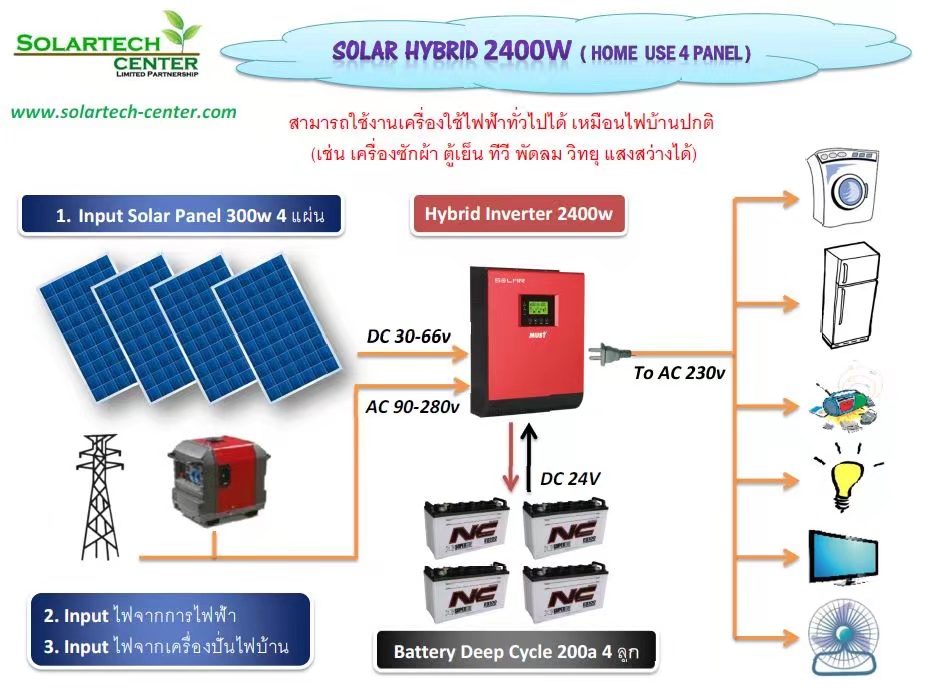 SOLARTECH
CENTER
LIMITED PARTNERSHIP
SOLAR HYBRID 2400W ( HOME USE 4 PANEL )
www.solartech-center.com
สามารถใช้งานเครื่องใช้ไฟฟ้าทั่วไปได้ เหมือนไฟบ้านปกติ
(เช่น เครื่องซักผ้า ตู้เย็น ทีวี พัดลม วิทยุ แสงสว่างได้)
1. Input Solar Panel 300w 4 แผ่น
Hybrid Inverter 2400w
SOLAR
MUST
DC 30-66v
AC 90-280v
To AC 230v
DC 24V
NC
NC
NC
NC
2. Input ไฟจากการไฟฟ้า
3. Input ไฟจากเครื่องปั่นไฟบ้าน
Battery Deep Cycle 200a 4 ลูก